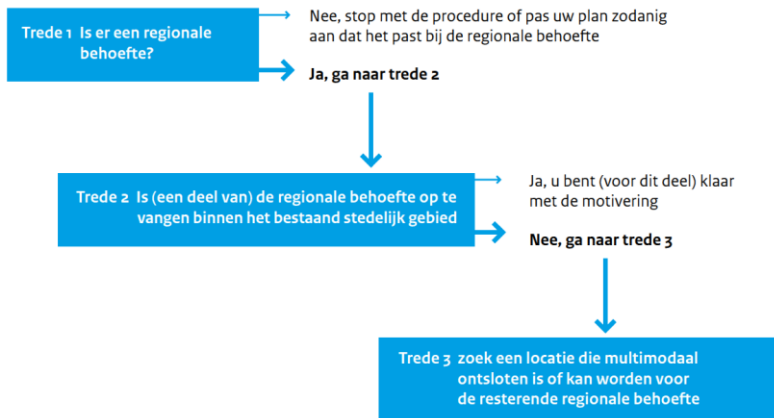 Trede 1 Is er een regionale
behoefte?
Nee, stop met de procedure of pas uw plan zodanig
aan dat het past bij de regionale behoefte
Ja, ga naar trede 2
Trede 2 Is (een deel van) de regionale behoefte op te
vangen binnen het bestaand stedelijk gebied
Ja, u bent (voor dit deel) klaar
met de motivering
Nee, ga naar trede 3
Trede 3 zoek een locatie die multimodaal
ontsloten is of kan worden voor
de resterende regionale behoefte